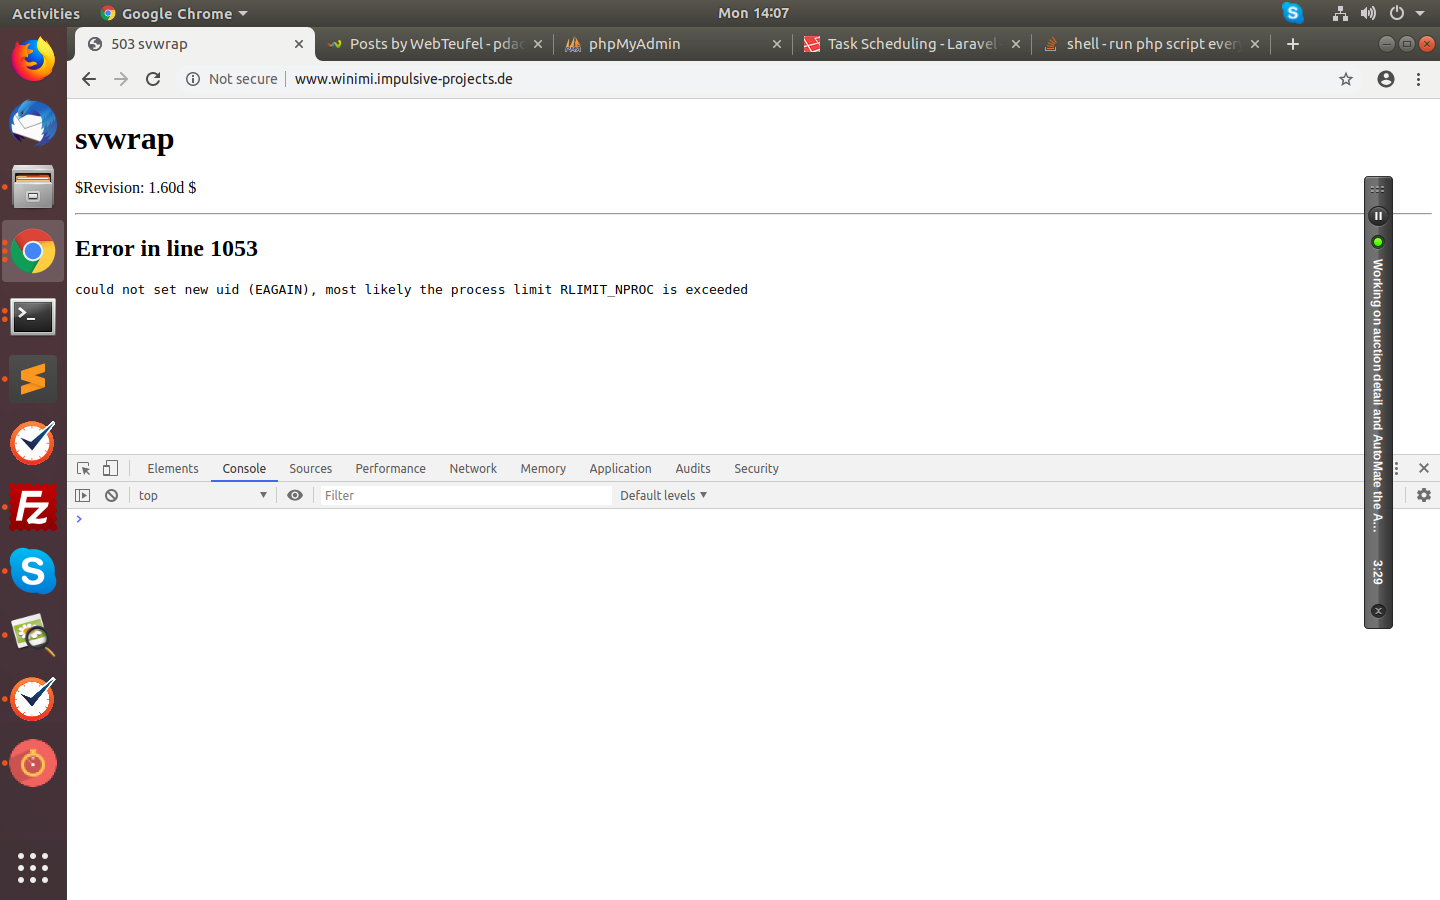 Activities
Google Chrome
Mon 14:07
503 svwrap
Posts by WebTeufel - pdac
phpMyAdmin
Task Scheduling - Laravel
shell - run php script every
Not secure
www.winimi.impulsive-projects.de
svwrap
$Revision: 1.60d $
Error in line 1053
could not set new uid (EAGAIN), most likely the process limit RLIMIT_NPROC is exceeded
Working on auction detail and AutoMate the A...
3:29
Elements
Console
Sources
Performance
Network
Memory
Application
Audits
Security
top
Filter
Default levels